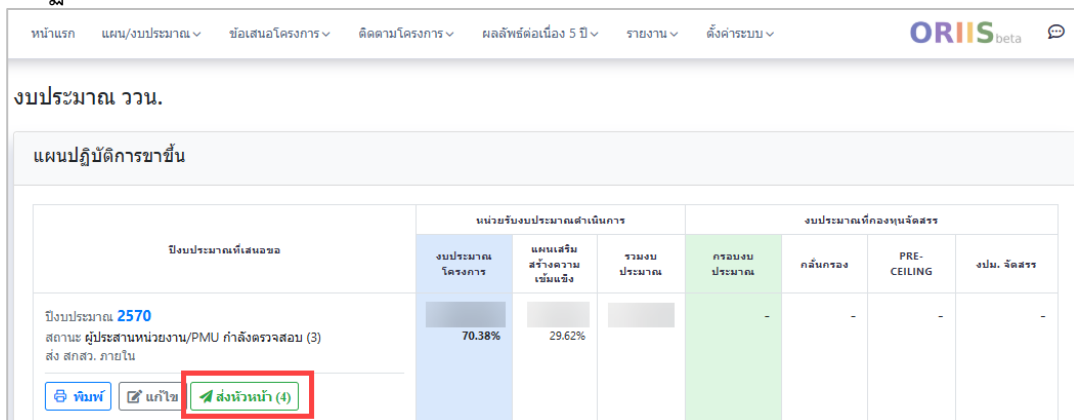 หน้าแรก แผน/งบประมาณ ข้อเสนอโครงการ ติดตามโครงการ ผลลัพธ์ต่อเนื่อง 5 ปี รายงาน ตั้งค่าระบบ ORIIS beta
งบประมาณ ววน.
แผนปฏิบัติการขาขึ้น
ปีงบประมาณที่เสนอขอ
หน่วยรับงบประมาณดำเนินการ งบประมาณที่กองทุนจัดสรร
งบประมาณ
โครงการ
แผนเสริม
สร้างความ
เข้มแข็ง
รวมงบ
ประมาณ
กรอบงบ
ประมาณ
กลั่นกรอง
PRE-
CEILING
งปม. จัดสรร
ปีงบประมาณ 2570
สถานะ ผู้ประสานหน่วยงาน/PMU กำลังตรวจสอบ (3)
ส่ง สกสว. ภายใน
70.38% 29.62% - - - -
พิมพ์ แก้ไข ส่งหัวหน้า (4)